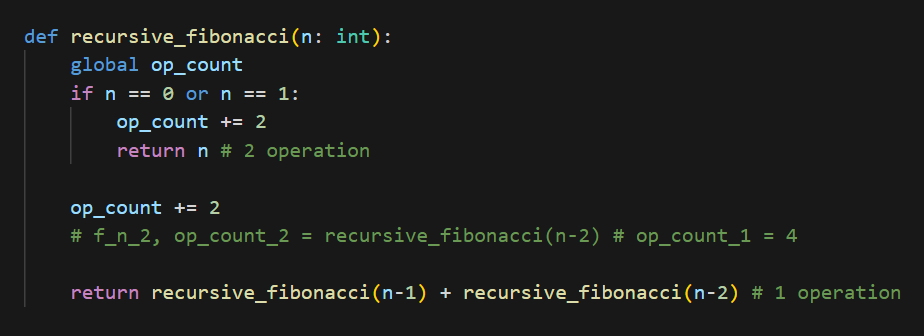 def recursive_fibonacci(n: int):
    global op_count
    if n == 0 or n == 1:
        op_count += 2
        return n # 2 operation
    op_count += 2
    # f_n_2, op_count_2 = recursive_fibonacci(n-2) # op_count_1 = 4
    return recursive_fibonacci(n-1) + recursive_fibonacci(n-2) # 1 operation